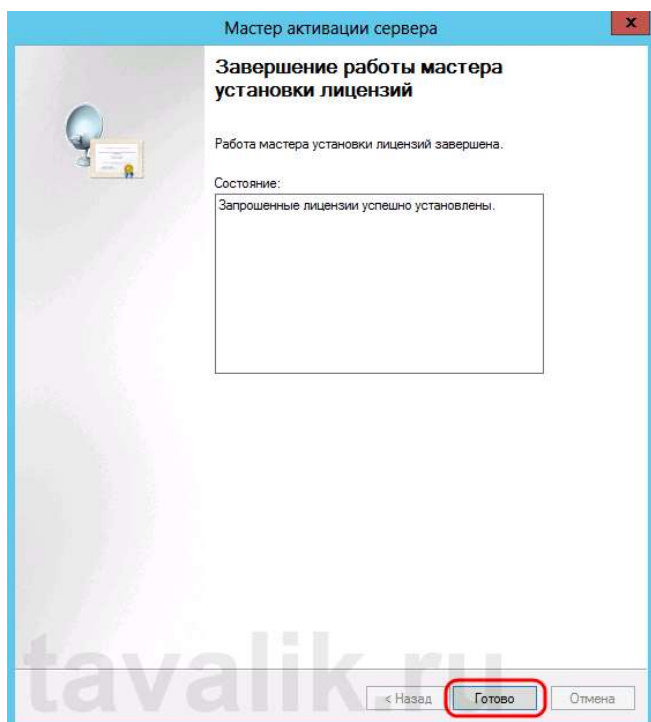 Мастер активации сервера
x
Завершение работы мастера
установки лицензий
Работа мастера установки лицензий завершена.
Состояние:
Запрошенные лицензии успешно установлены.
tavalik.ru
< Назад
Готово
Отмена